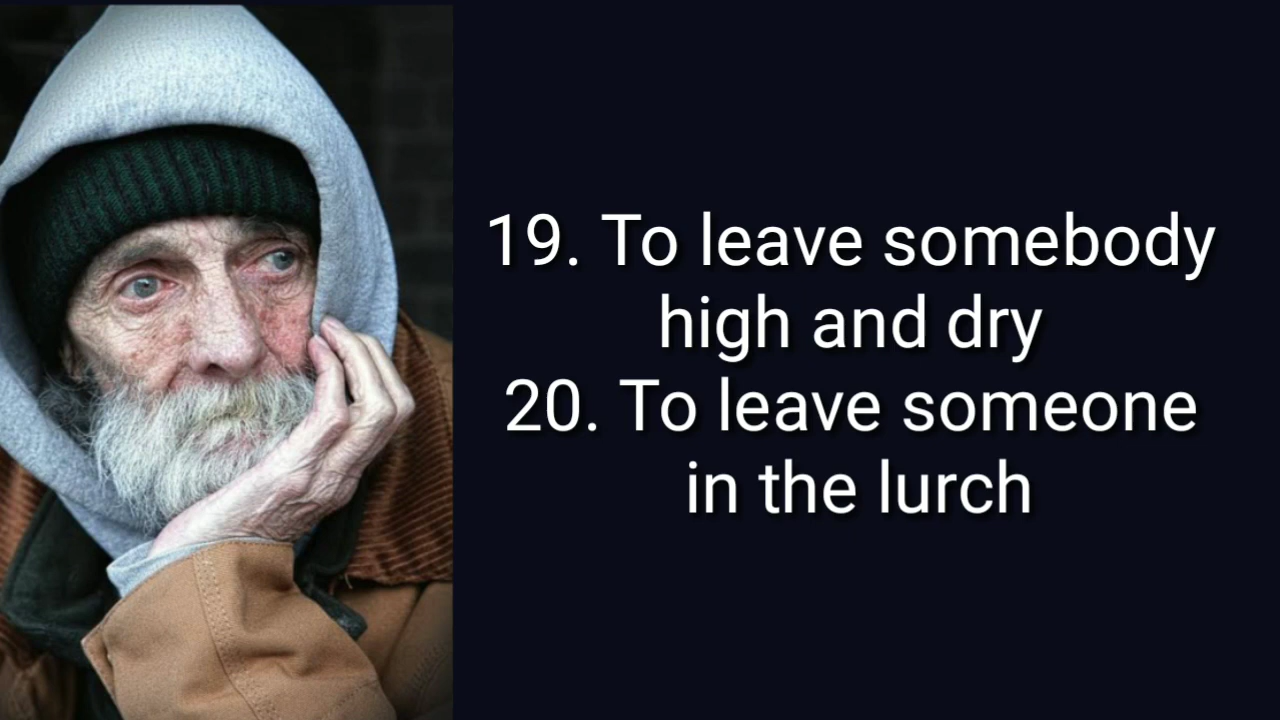 19. To leave somebody
high and dry
20. To leave someone
in the lurch